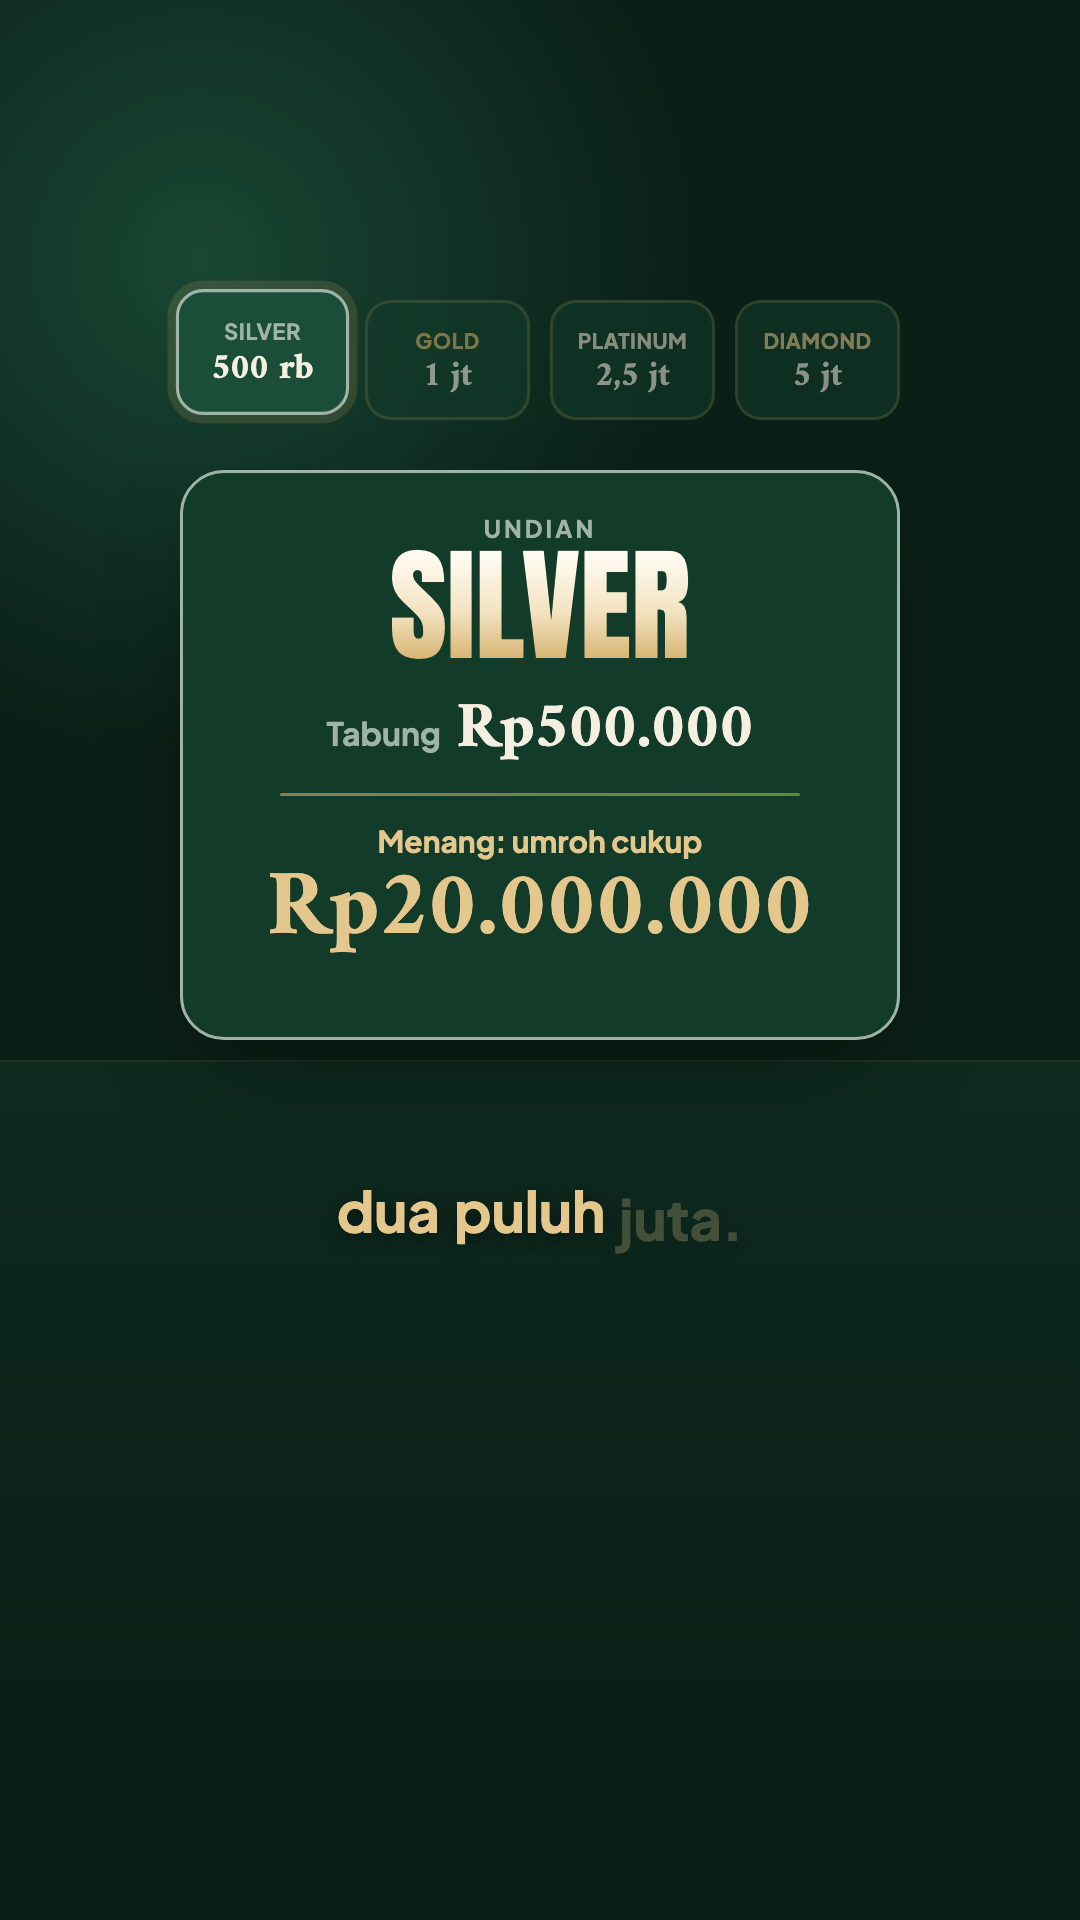 SILVER
500 rb
GOLD
1 jt
PLATINUM
2,5 jt
DIAMOND
5 jt
UNDIAN
SILVER
Tabung Rp500.000
Menang: umroh cukup
Rp20.000.000
dua puluh juta.